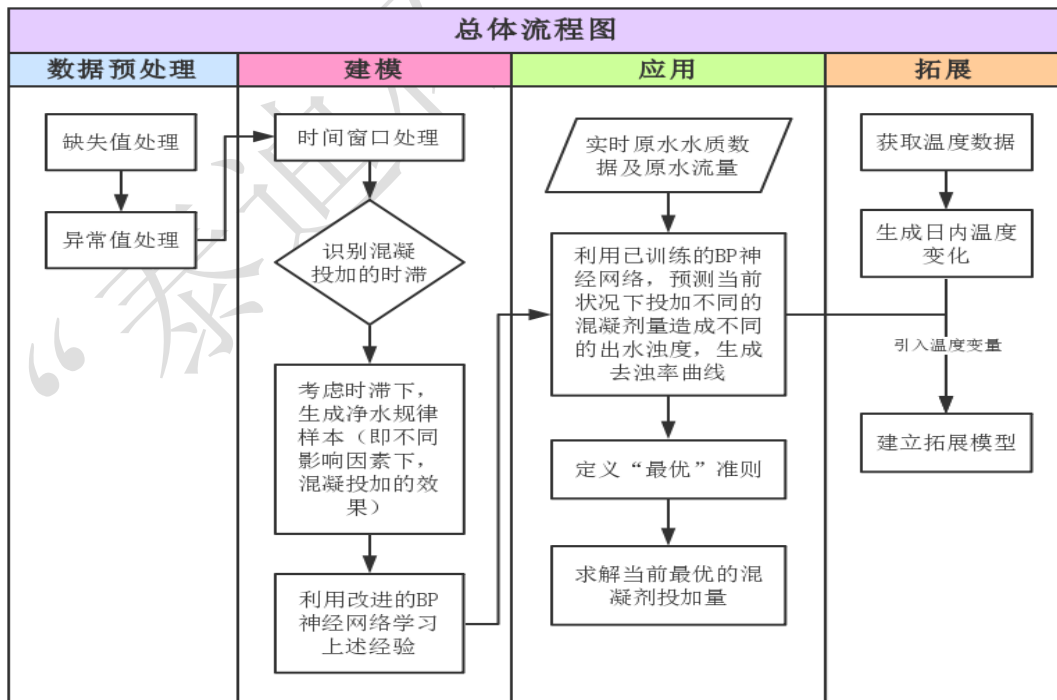 总体流程图
数据预处理
建模
应用
拓展
缺失值处理
异常值处理
时间窗口处理
识别混凝
投加的时滞
考虑时滞下，
生成净水规律
样本（即不同
影响因素下，
混凝投加的效
果）
利用改进的BP
神经网络学习
上述经验
实时原水水质数
据及原水流量
利用已训练的BP神
经网络，预测当前
状况下投加不同的
混凝剂量造成不同
的出水浊度，生成
去浊率曲线
定义“最优”准则
求解当前最优的混
凝剂投加量
获取温度数据
生成日内温度
变化
引入温度变量
建立拓展模型
“泰迪